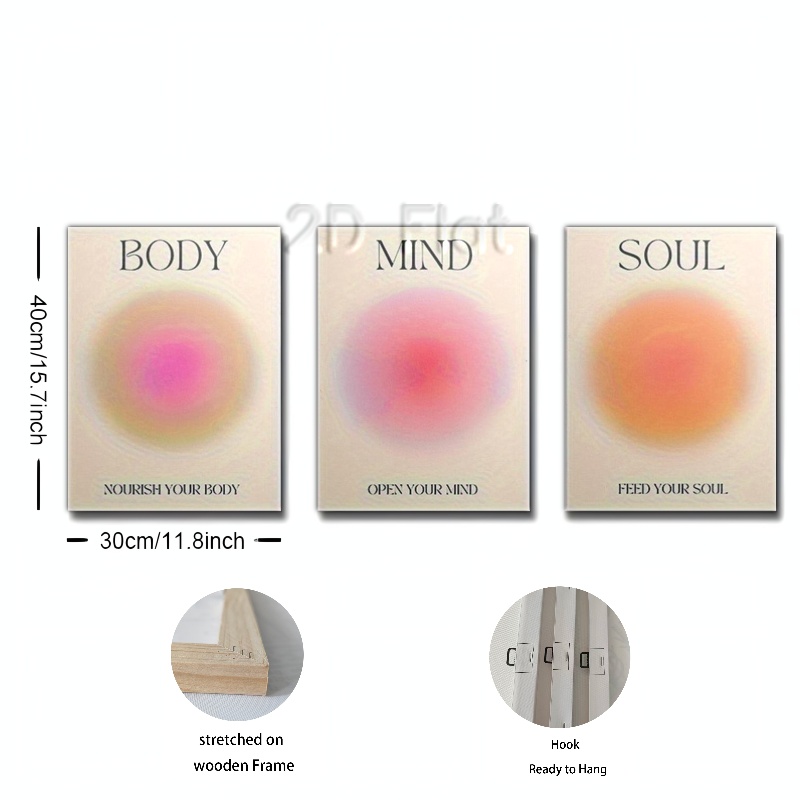 2D Flat
BODY
MIND
SOUL
40cm/15.7inch
NOURISH YOUR BODY
OPEN YOUR MIND
FEED YOUR SOUL
30cm/11.8inch
stretched on
wooden Frame
Hook
Ready to Hang